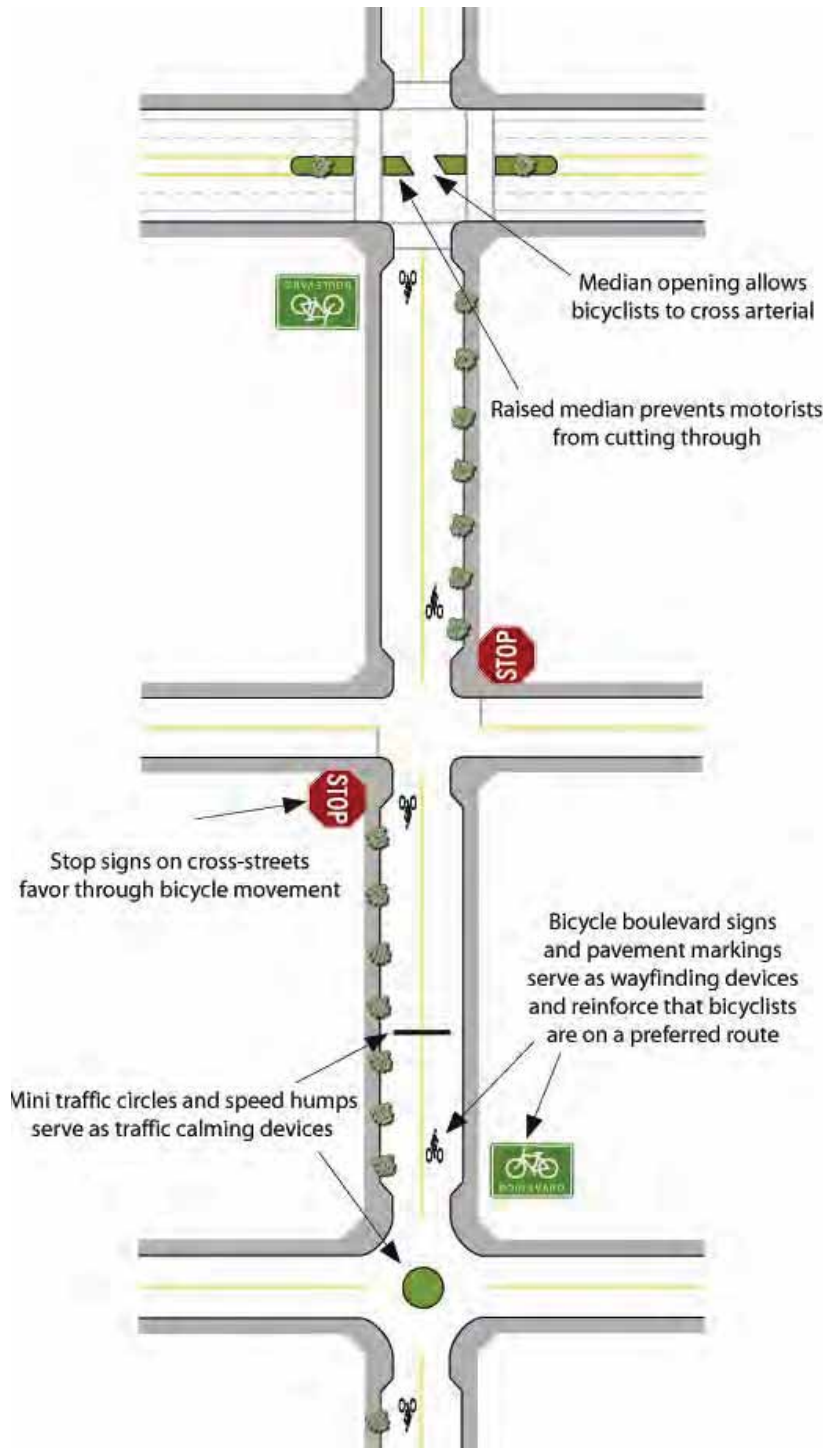 BOULEVARD
Median opening allows
bicyclists to cross arterial
Raised median prevents motorists
from cutting through
STOP
STOP
Stop signs on cross-streets
favor through bicycle movement
Bicycle boulevard signs
and pavement markings
serve as wayfinding devices
and reinforce that bicyclists
are on a preferred route
Mini traffic circles and speed humps
serve as traffic calming devices